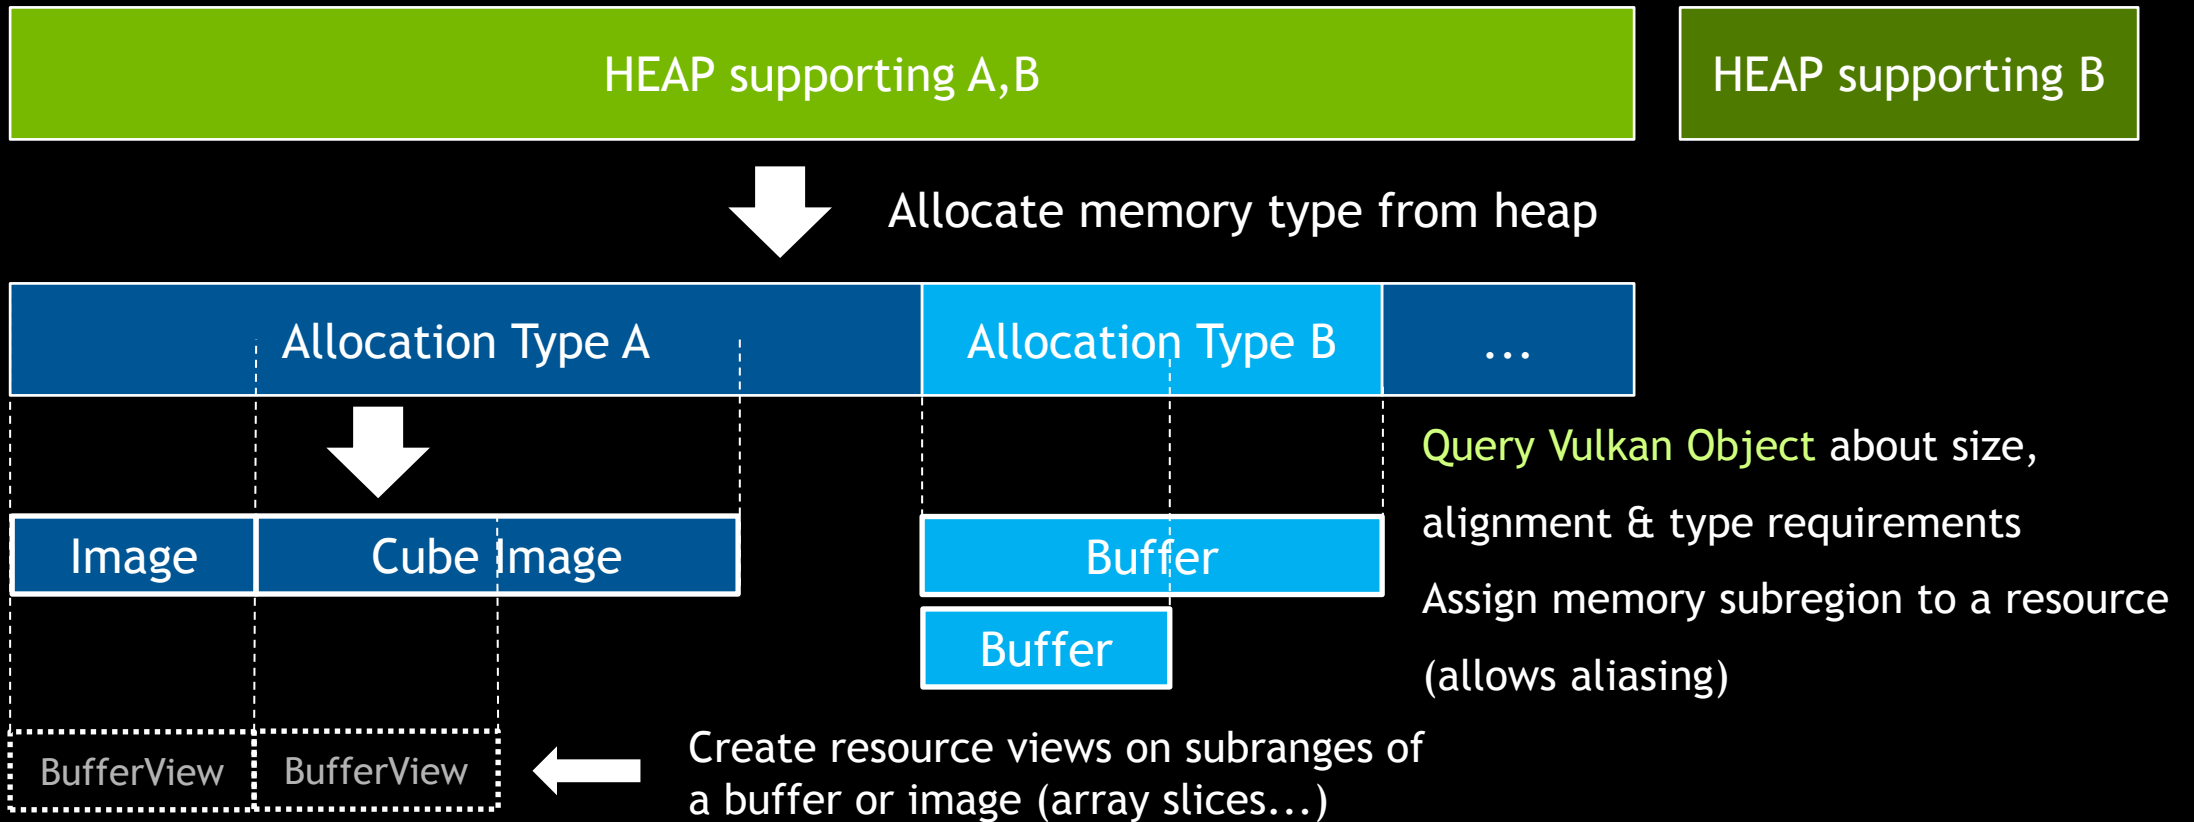 HEAP supporting A,B
HEAP supporting B
Allocate memory type from heap
Allocation Type A
Allocation Type B
...
Query Vulkan Object about size,
alignment & type requirements
Assign memory subregion to a resource
(allows aliasing)
Image
Cube Image
Buffer
Buffer
BufferView
BufferView
Create resource views on subranges of
a buffer or image (array slices...)